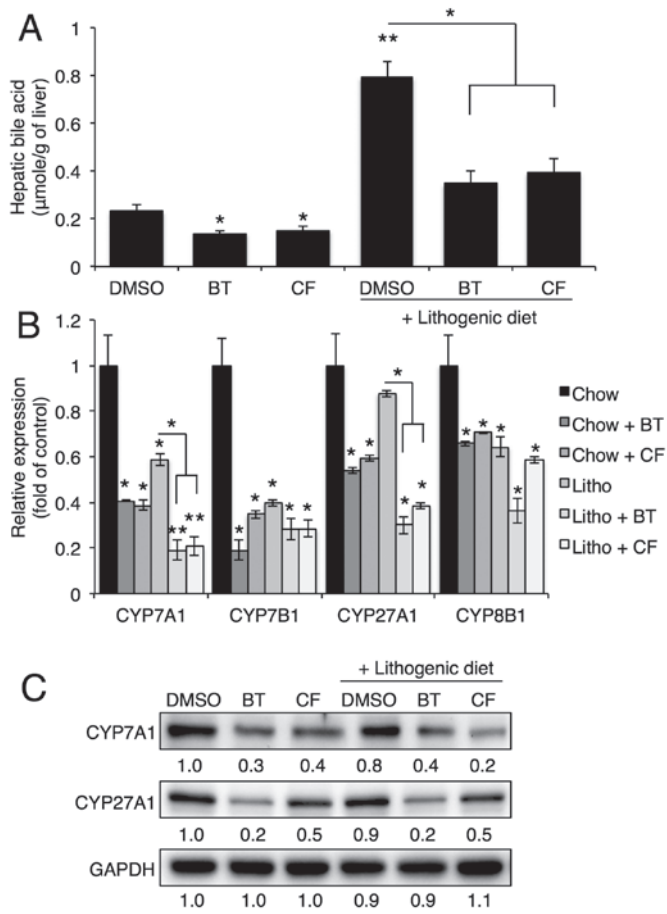 A
Hepatic bile acid
(µmole/g of liver)
1
0.8
0.6
0.4
0.2
0
*
*
**
*
DMSO BT CF DMSO BT CF
+ Lithogenic diet
B
Relative expression
(fold of control)
1.2
1
0.8
0.6
0.4
0.2
0
* * * * ** **
* * * * *
* * * * *
* * * * *
CYP7A1 CYP7B1 CYP27A1 CYP8B1
Chow
Chow + BT
Chow + CF
Litho
Litho + BT
Litho + CF
C
+ Lithogenic diet
DMSO BT CF DMSO BT CF
CYP7A1
1.0 0.3 0.4 0.8 0.4 0.2
CYP27A1
1.0 0.2 0.5 0.9 0.2 0.5
GAPDH
1.0 1.0 1.0 0.9 0.9 1.1